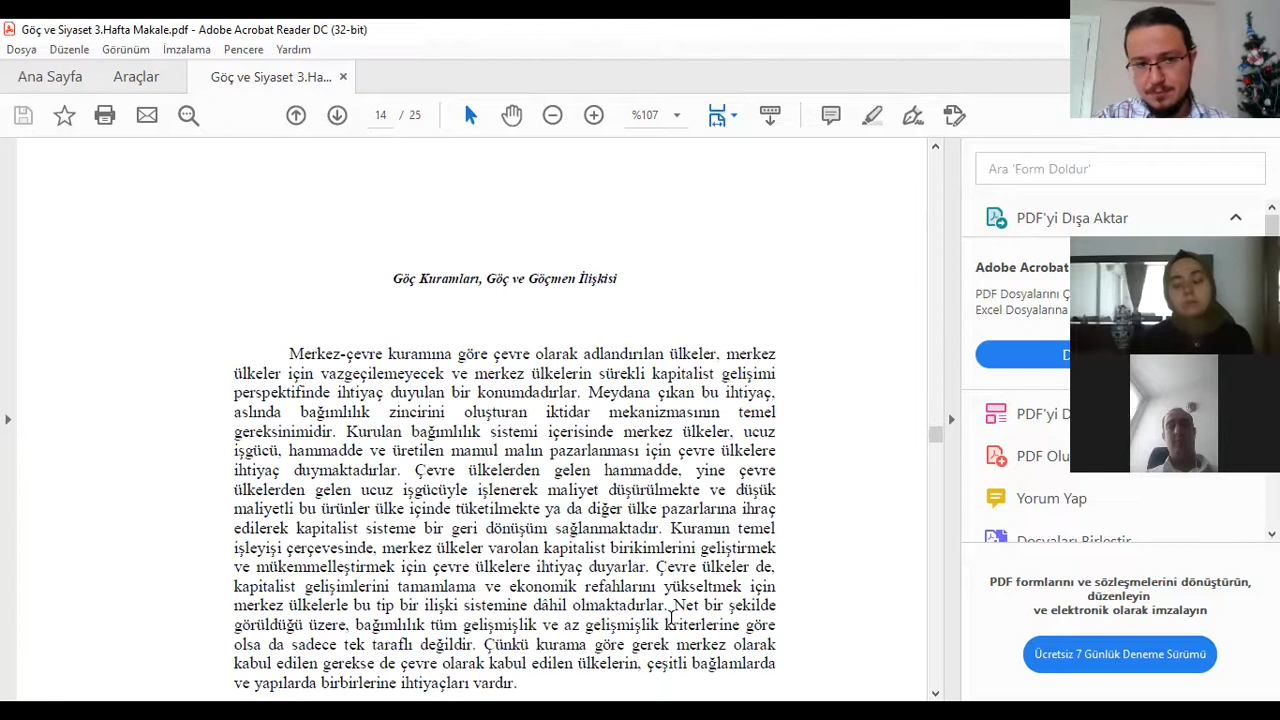 Göç ve Siyaset 3.Hafta Makale.pdf - Adobe Acrobat Reader DC (32-bit)
Dosya Düzenle Görünüm İmzalama Pencere Yardım
Ana Sayfa Araçlar Göç ve Siyaset 3.Ha... ×
14 / 25 %107
Göç Kuramları, Göç ve Göçmen İlişkisi
Merkez-çevre kuramına göre çevre olarak adlandırılan ülkeler, merkez
ülkeler için vazgeçilemeyecek ve merkez ülkelerin sürekli kapitalist gelişimi
perspektifinde ihtiyaç duyulan bir konumdadırlar. Meydana çıkan bu ihtiyaç,
aslında bağımlılık zincirini oluşturan iktidar mekanizmasının temel
gereksinimidir. Kurulan bağımlılık sistemi içerisinde merkez ülkeler, ucuz
işgücü, hammadde ve üretilen mamul malın pazarlanması için çevre ülkelere
ihtiyaç duymaktadırlar. Çevre ülkelerden gelen hammadde, yine çevre
ülkelerden gelen ucuz işgücüyle işlenerek maliyet düşürülmekte ve düşük
maliyetli bu ürünler ülke içinde tüketilmekte ya da diğer ülke pazarlarına ihraç
edilerek kapitalist sisteme bir geri dönüşüm sağlanmaktadır. Kuramın temel
işleyişi çerçevesinde, merkez ülkeler varolan kapitalist birikimlerini geliştirmek
ve mükemmelleştirmek için çevre ülkelere ihtiyaç duyarlar. Çevre ülkeler de,
kapitalist gelişimlerini tamamlama ve ekonomik refahlarını yükseltmek için
merkez ülkelerle bu tip bir ilişki sistemine dâhil olmaktadırlar. Net bir şekilde
görüldüğü üzere, bağımlılık tüm gelişmişlik ve az gelişmişlik kriterlerine göre
olsa da sadece tek taraflı değildir. Çünkü kurama göre gerek merkez olarak
kabul edilen gerekse de çevre olarak kabul edilen ülkelerin, çeşitli bağlamlarda
ve yapılarda birbirlerine ihtiyaçları vardır.
Ara 'Form Doldur'
PDF'yi Dışa Aktar
Adobe Acrobat
PDF Dosyalarını Ç
Excel Dosyalarına
PDF'yi D
PDF Olu
Yorum Yap
Dosyaları Birleştir
PDF formlarını ve sözleşmelerini dönüştürün,
düzenleyin
ve elektronik olarak imzalayın
Ücretsiz 7 Günlük Deneme Sürümü